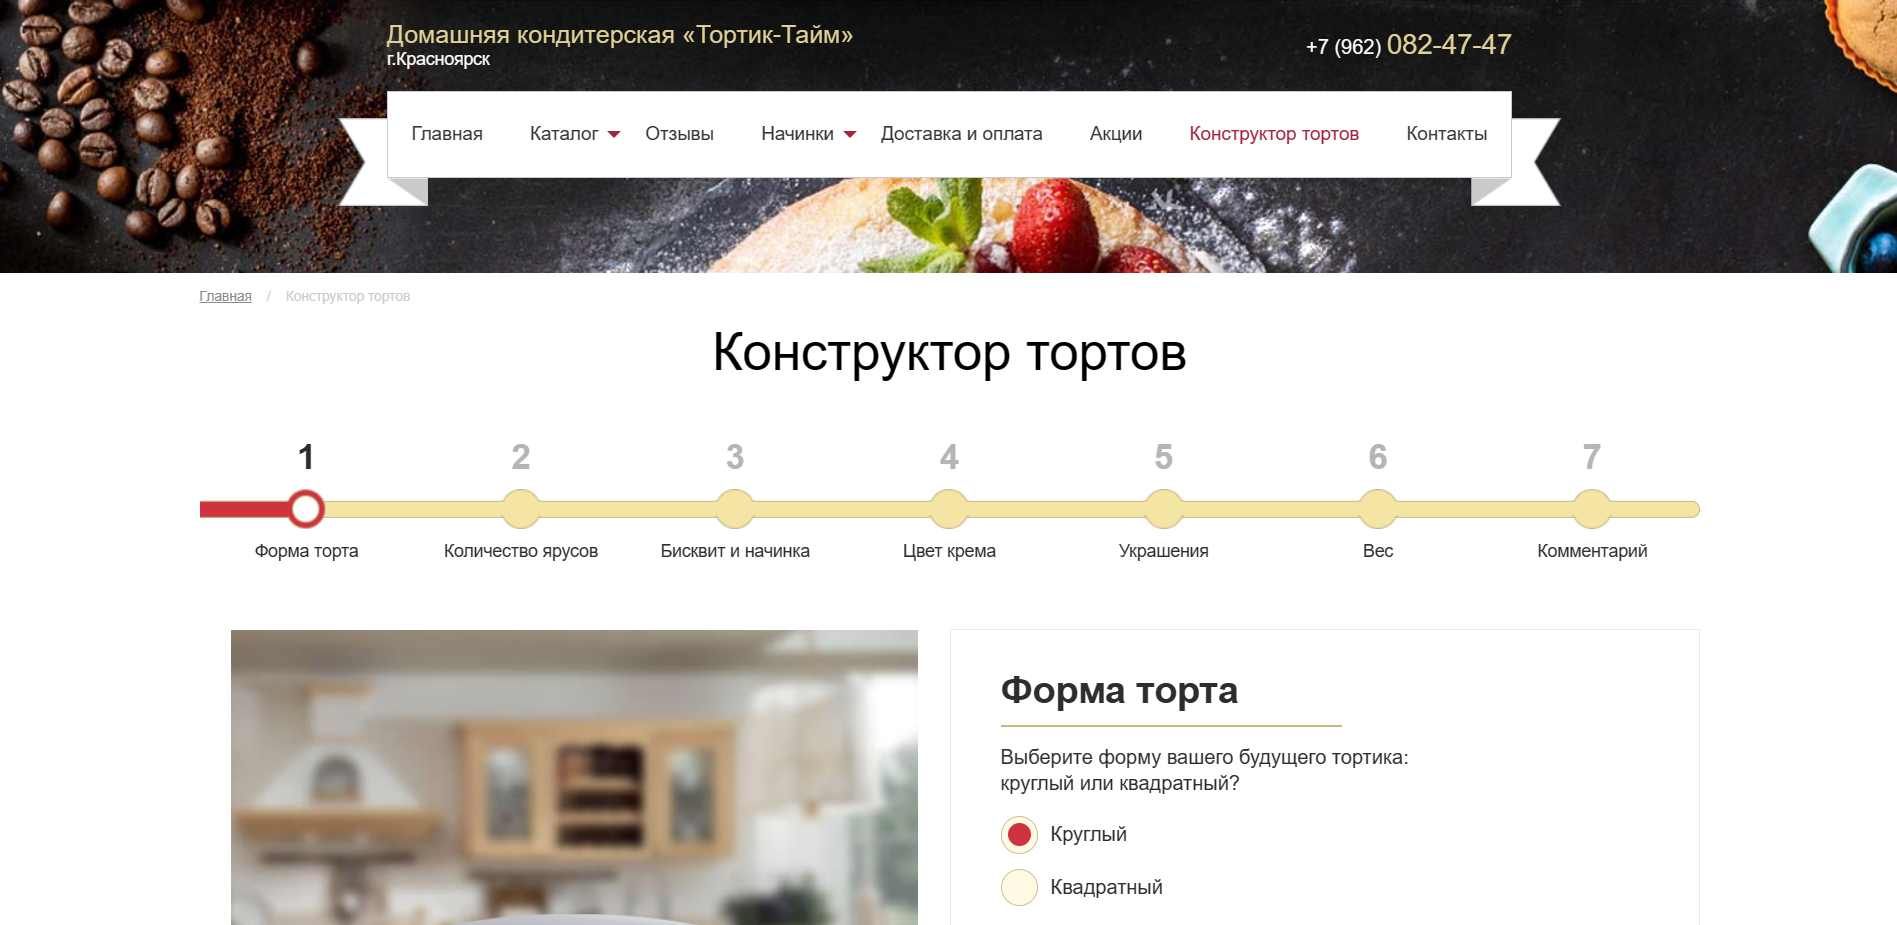 Домашняя кондитерская «Тортик-Тайм»
г.Красноярск
+7 (962) 082-47-47
Главная Каталог Отзывы Начинки Доставка и оплата Акции Конструктор тортов Контакты
Главная / Конструктор тортов
Конструктор тортов
1 2 3 4 5 6 7
Форма торта Количество ярусов Бисквит и начинка Цвет крема Украшения Вес Комментарий
Форма торта
Выберите форму вашего будущего тортика:
круглый или квадратный?
Круглый
Квадратный